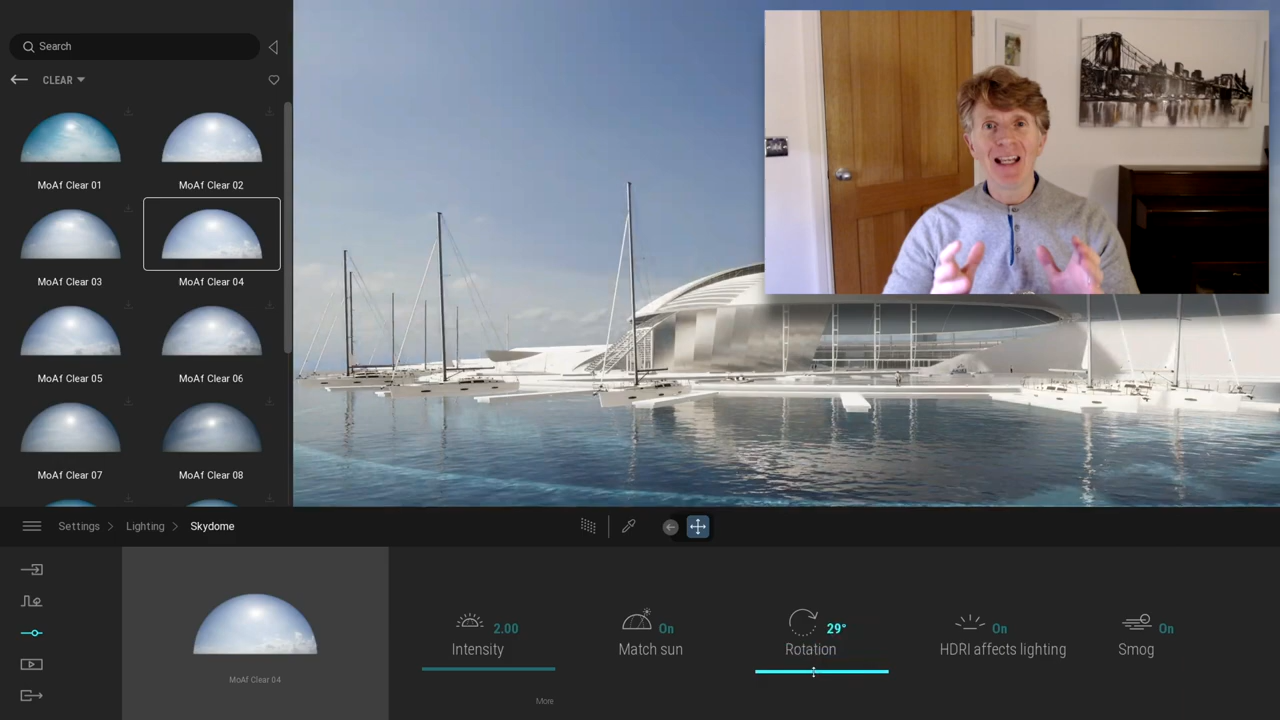 Search
CLEAR
MoAf Clear 01
MoAf Clear 02
MoAf Clear 03
MoAf Clear 04
MoAf Clear 05
MoAf Clear 06
MoAf Clear 07
MoAf Clear 08
Settings
Lighting
Skydome
MoAf Clear 04
2.00
Intensity
On
Match sun
29°
Rotation
On
HDRI affects lighting
On
Smog
More